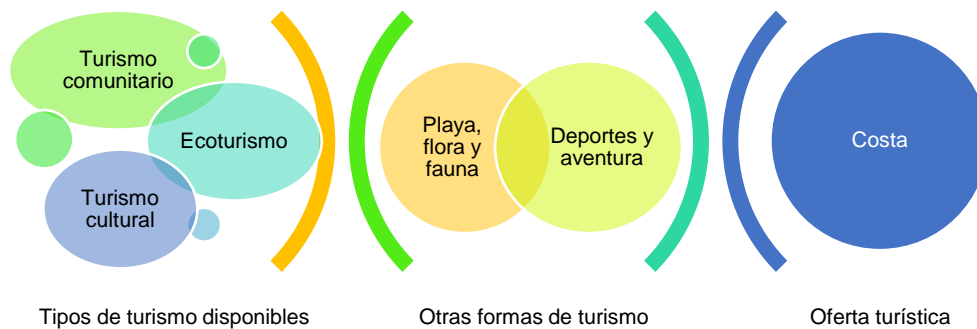 Turismo
comunitario
Ecoturismo
Turismo
cultural
Playa,
flora y
fauna
Deportes y
aventura
Costa
Tipos de turismo disponibles
Otras formas de turismo
Oferta turística